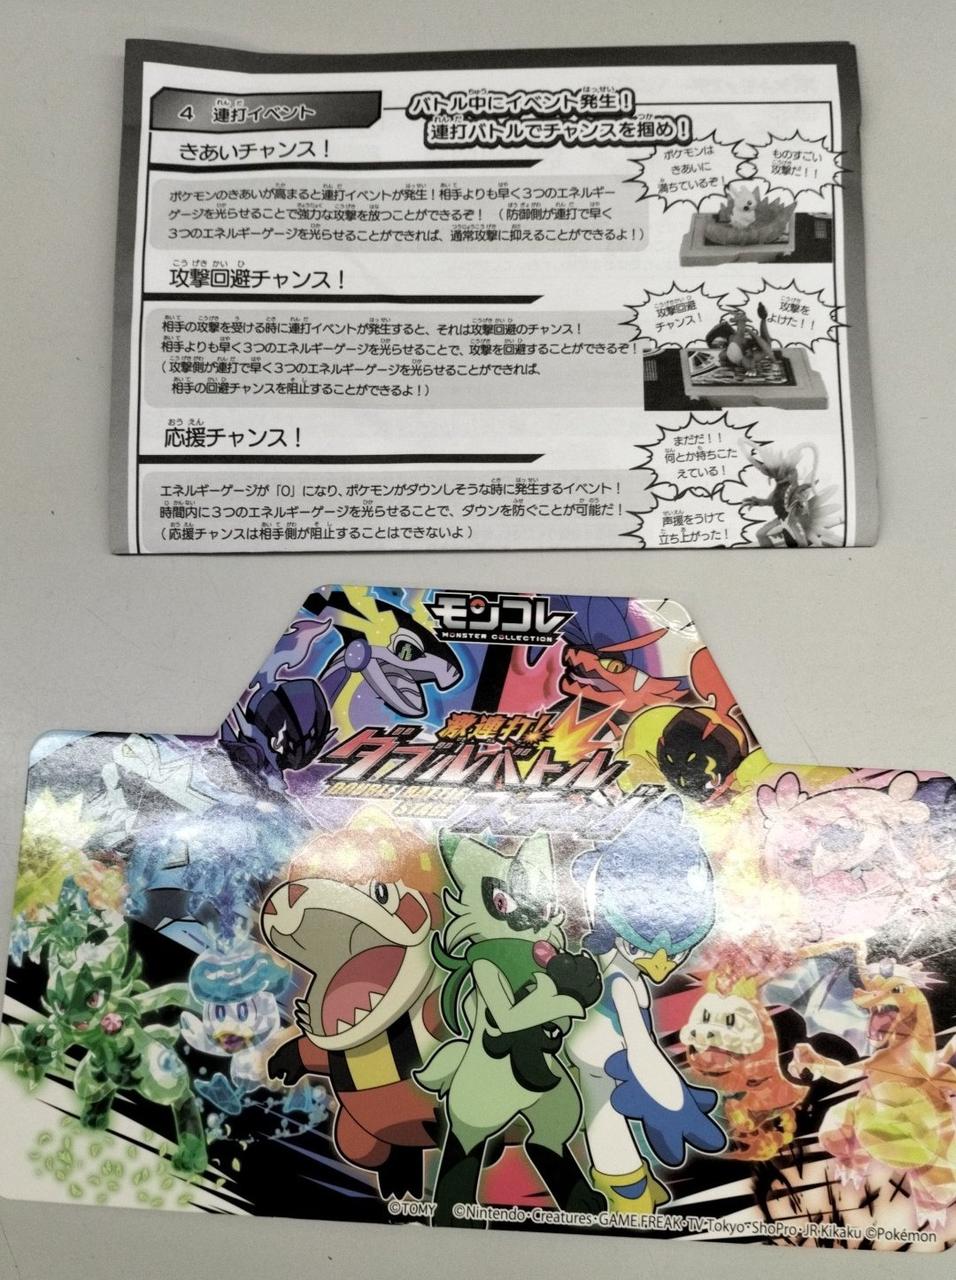 4 連打イベント
バトル中にイベント発生！
連打バトルでチャンスを掴め！
きあいチャンス！
ポケモンのきあいが高まると連打イベントが発生！相手よりも早く3つのエネルギー
ゲージを光らせることで強力な攻撃を放つことができるぞ！（防御側が連打で早く
3つのエネルギーゲージを光らせることができれば、通常攻撃に抑えることができるよ！）
ポケモンは
きあいに
満ちているぞ！
ものすごい
攻撃だ！！
攻撃回避チャンス！
相手の攻撃を受ける時に連打イベントが発生すると、それは攻撃回避のチャンス！
相手よりも早く3つのエネルギーゲージを光らせることで、攻撃を回避することができるぞ！
（攻撃側が連打で早く3つのエネルギーゲージを光らせることができれば、
相手の回避チャンスを阻止することができるよ！）
攻撃回避
チャンス！
攻撃を
よけた！！
応援チャンス！
エネルギーゲージが「0」になり、ポケモンがダウンしそうな時に発生するイベント！
時間内に3つのエネルギーゲージを光らせることで、ダウンを防ぐことが可能だ！
（応援チャンスは相手側が阻止することはできないよ）
まだだ！！
何とか持ちこた
えている！
声援をうけて
立ち上がった！
モンコレ
MONSTER COLLECTION
激連打！
ダブルバトル
DOUBLE BATTLE
©TOMY ©Nintendo・Creatures・GAME FREAK・TV Tokyo・ShoPro・JR Kikaku ©Pokémon